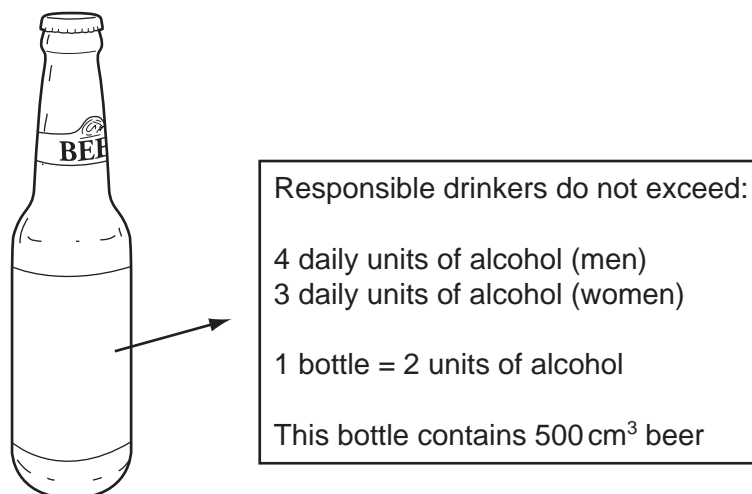 BEE
Responsible drinkers do not exceed:
4 daily units of alcohol (men)
3 daily units of alcohol (women)
1 bottle = 2 units of alcohol
This bottle contains 500 cm³ beer